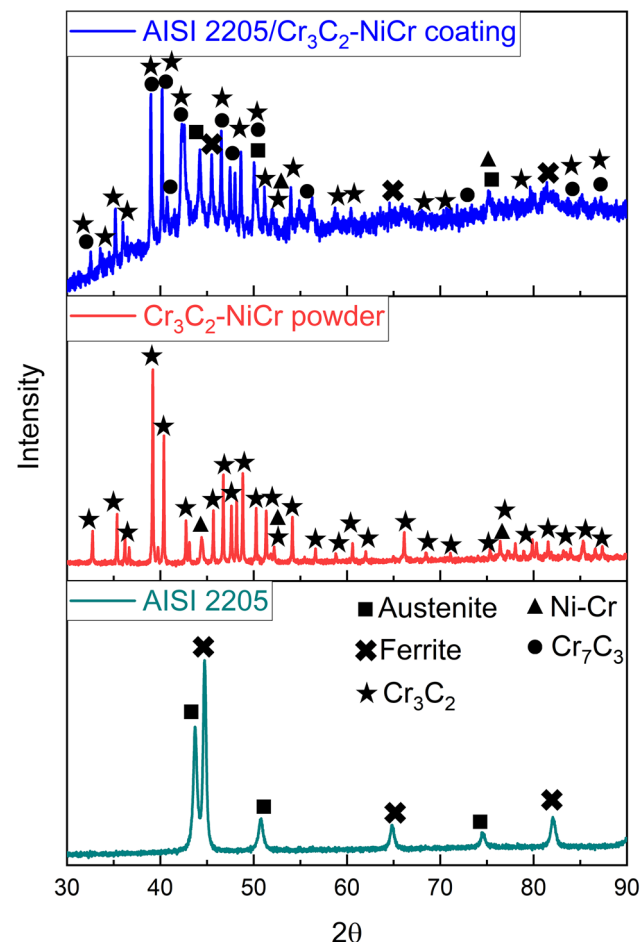 AISI 2205/Cr₃C₂-NiCr coating
Cr₃C₂-NiCr powder
Intensity
AISI 2205
Austenite
Ni-Cr
Ferrite
Cr₇C₃
Cr₃C₂
30 40 50 60 70 80 90
2θ